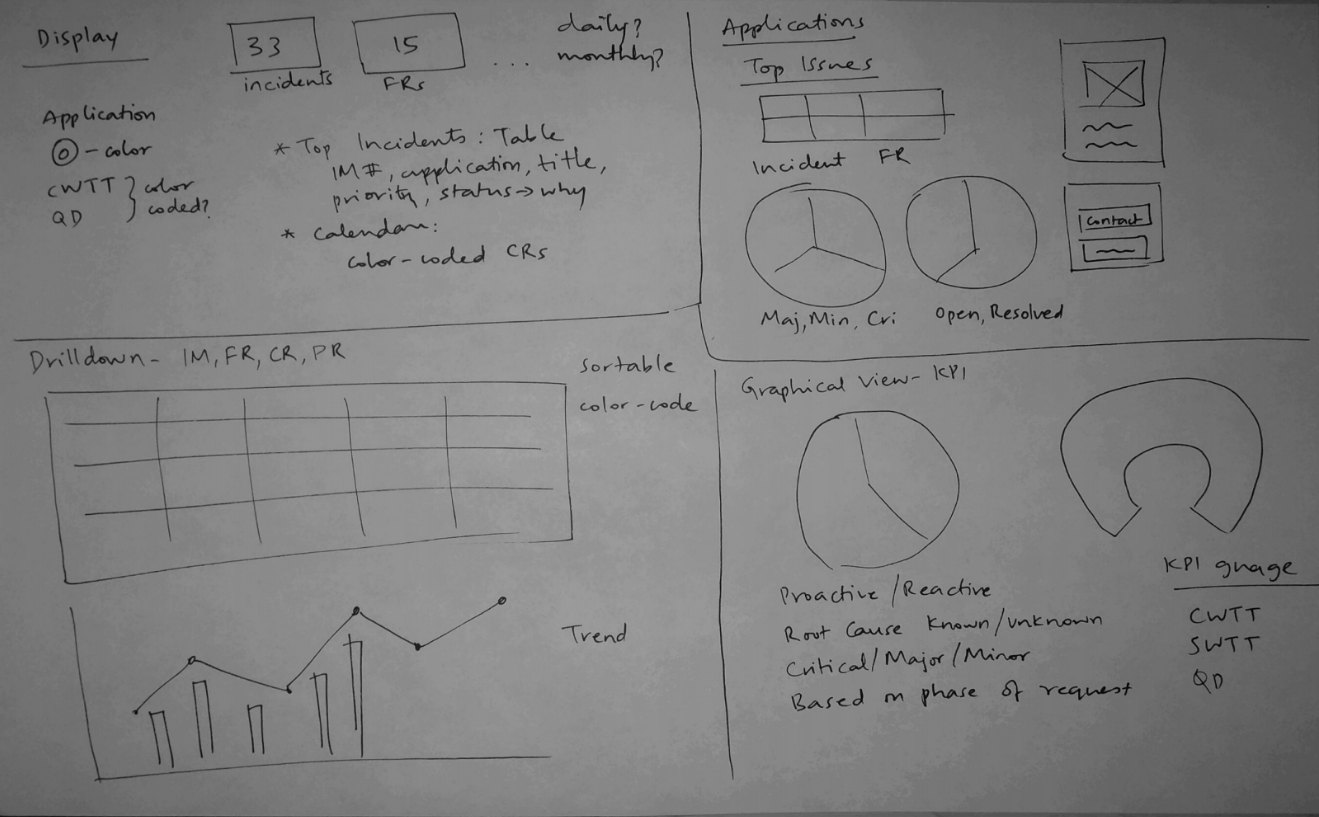 Display
33
incidents
15
FRs
...
daily?
monthly?
Application
O - color
CWTT } color
QD } coded?
* Top Incidents: Table
IM#, application, title,
priority, status → why
* Calendar:
color-coded CRs
Applications
Top Issues
Incident FR
Maj, Min, Cri
Open, Resolved
Contact
Drilldown - IM, FR, CR, PR
Sortable
color-code
Trend
Graphical View - KPI
Proactive/Reactive
Root Cause Known/unknown
Critical/Major/Minor
Based on phase of request
KPI guage
CWTT
SWTT
QD